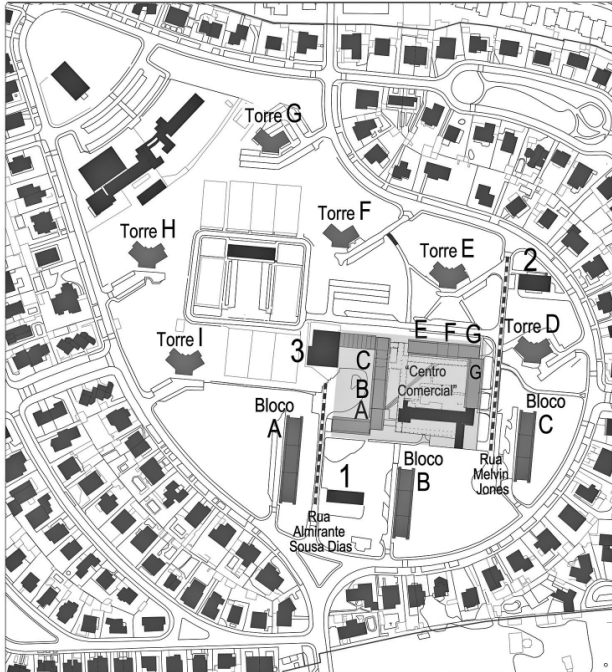 Torre G
Torre F
Torre H
Torre E
2
Torre D
E F G
3
Torre I
C
"Centro
Comercial"
G
B
A
Bloco
A
Bloco
C
Bloco
B
1
Rua
Melvin
Jones
Rua
Almirante
Sousa Dias